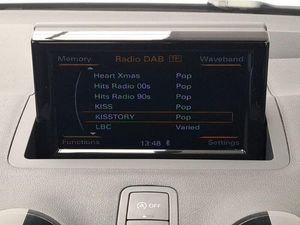 Memory Radio DAB TP Waveband
Heart Xmas Pop
Hits Radio 00s Pop
Hits Radio 90s Pop
KISS Pop
KISSTORY Pop
LBC Varied
Functions 13:48 Settings
OFF